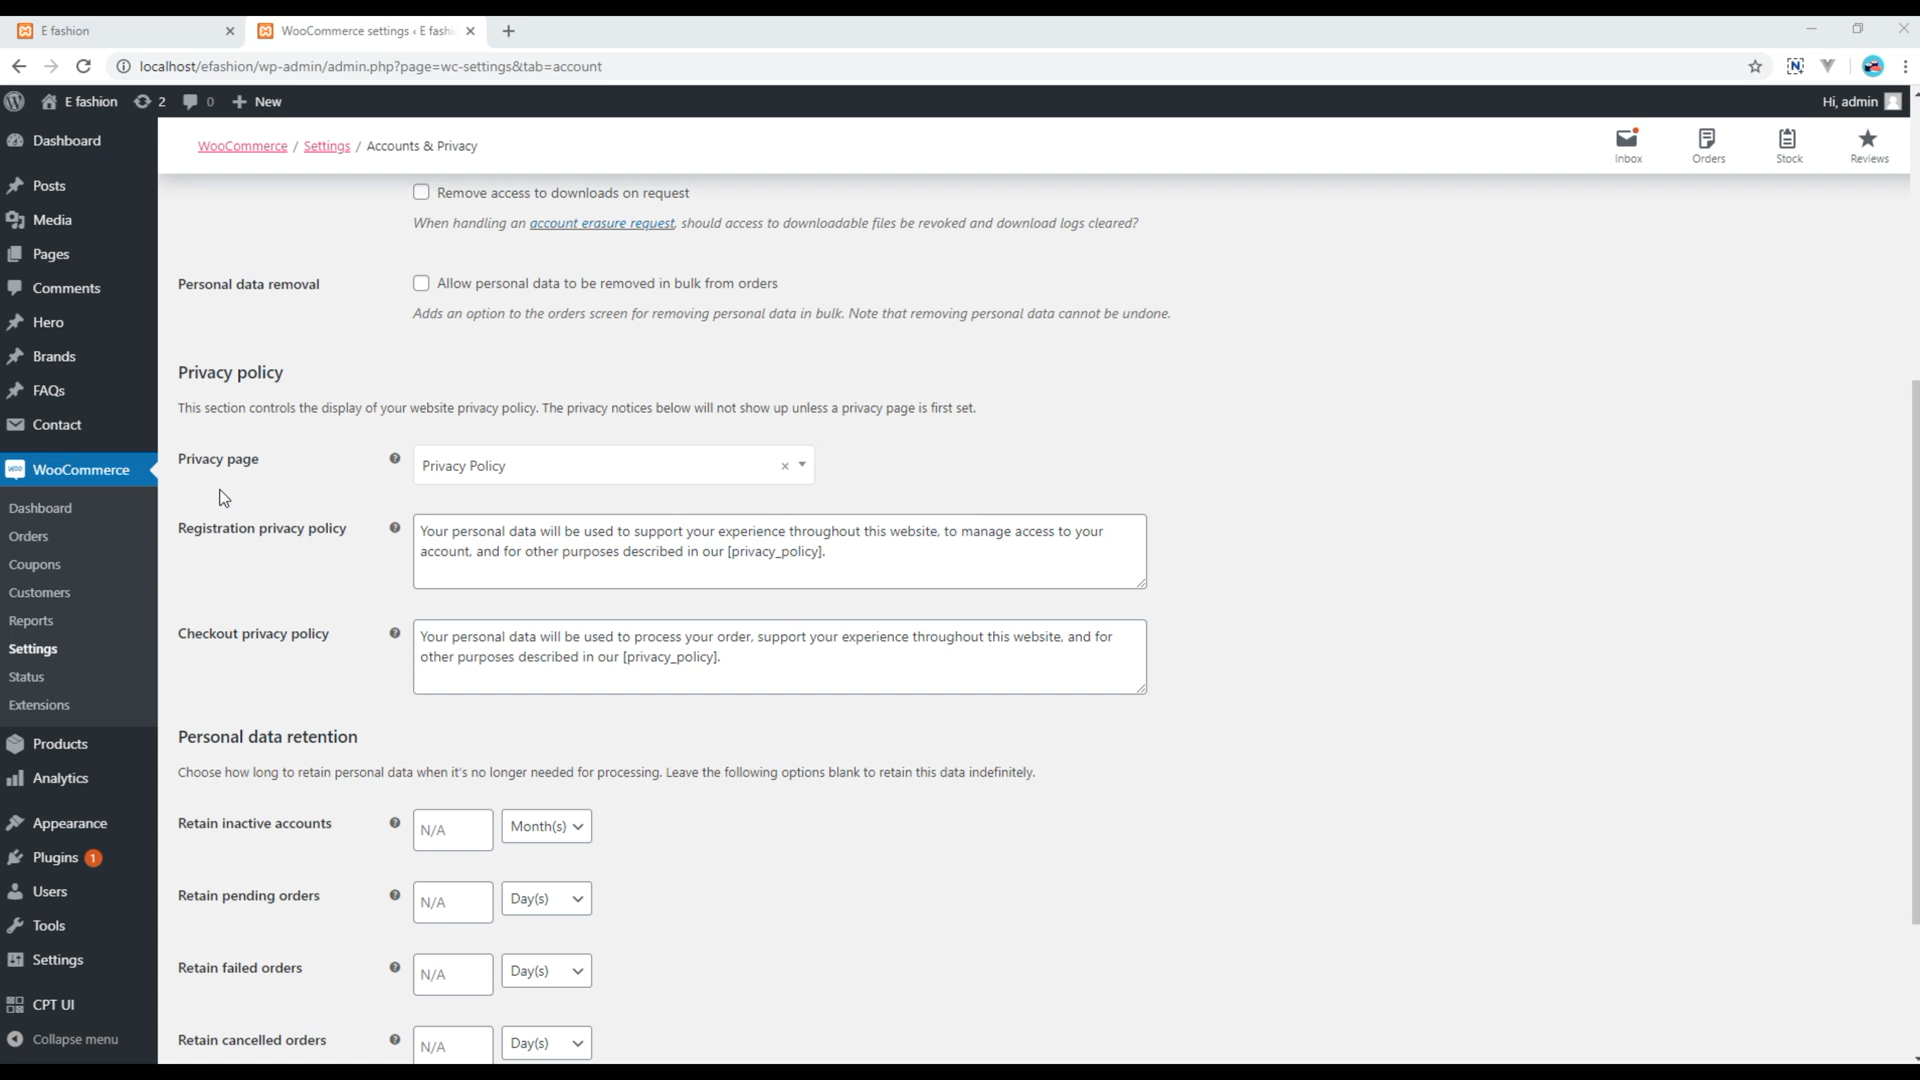 E fashion
WooCommerce settings ‹ E fashi
localhost/efashion/wp-admin/admin.php?page=wc-settings&tab=account
E fashion 2 0 New
Hi, admin
Dashboard
Posts
Media
Pages
Comments
Hero
Brands
FAQs
Contact
WooCommerce
Dashboard
Orders
Coupons
Customers
Reports
Settings
Status
Extensions
Products
Analytics
Appearance
Plugins 1
Users
Tools
Settings
CPT UI
Collapse menu
WooCommerce / Settings / Accounts & Privacy
Inbox
Orders
Stock
Reviews
Remove access to downloads on request
When handling an account erasure request, should access to downloadable files be revoked and download logs cleared?
Personal data removal
Allow personal data to be removed in bulk from orders
Adds an option to the orders screen for removing personal data in bulk. Note that removing personal data cannot be undone.
Privacy policy
This section controls the display of your website privacy policy. The privacy notices below will not show up unless a privacy page is first set.
Privacy page
Privacy Policy
Registration privacy policy
Your personal data will be used to support your experience throughout this website, to manage access to your
account, and for other purposes described in our [privacy_policy].
Checkout privacy policy
Your personal data will be used to process your order, support your experience throughout this website, and for
other purposes described in our [privacy_policy].
Personal data retention
Choose how long to retain personal data when it's no longer needed for processing. Leave the following options blank to retain this data indefinitely.
Retain inactive accounts
N/A Month(s)
Retain pending orders
N/A Day(s)
Retain failed orders
N/A Day(s)
Retain cancelled orders
N/A Day(s)